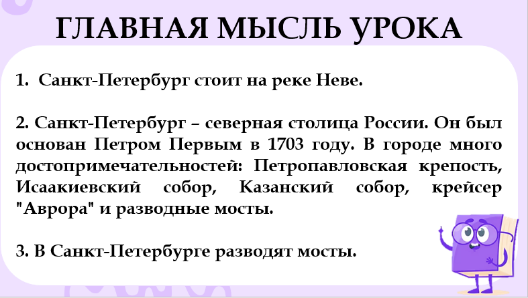 ГЛАВНАЯ МЫСЛЬ УРОКА
1. Санкт-Петербург стоит на реке Неве.
2. Санкт-Петербург – северная столица России. Он был
основан Петром Первым в 1703 году. В городе много
достопримечательностей: Петропавловская крепость,
Исаакиевский собор, Казанский собор, крейсер
"Аврора" и разводные мосты.
3. В Санкт-Петербурге разводят мосты.